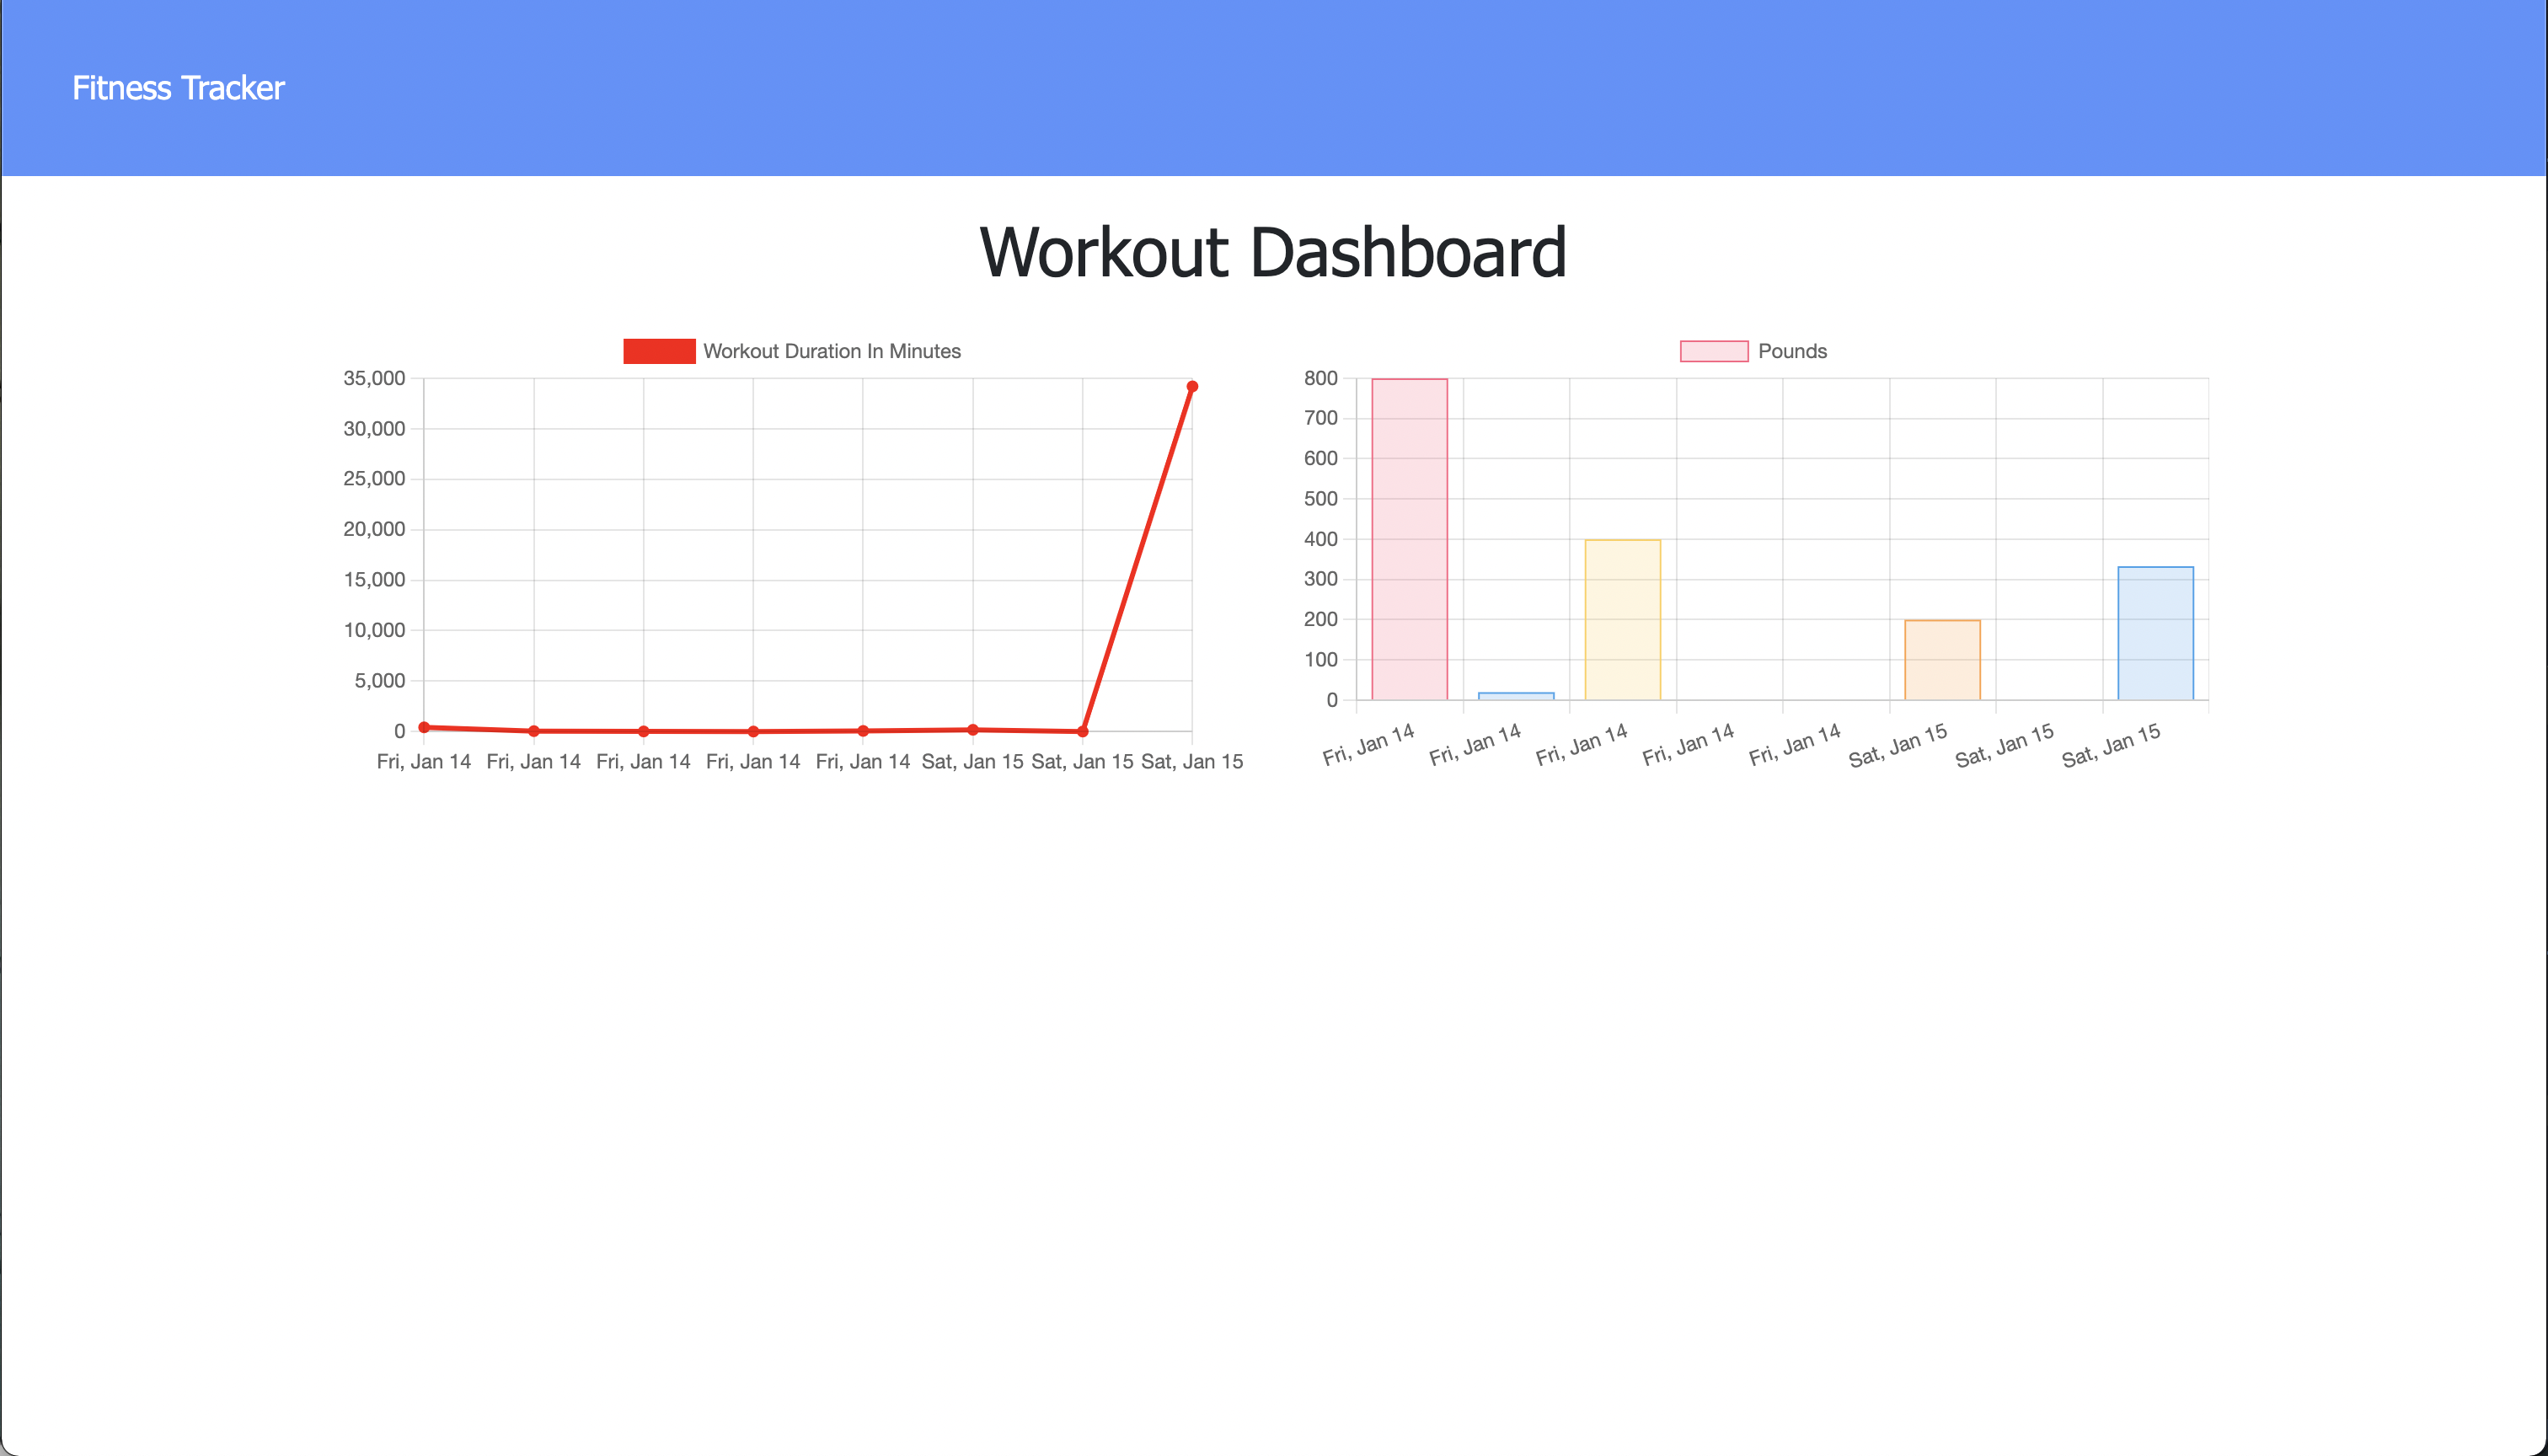 Fitness Tracker
Workout Dashboard
Workout Duration In Minutes
35,000
30,000
25,000
20,000
15,000
10,000
5,000
0
Fri, Jan 14 Fri, Jan 14 Fri, Jan 14 Fri, Jan 14 Fri, Jan 14 Sat, Jan 15 Sat, Jan 15 Sat, Jan 15
Pounds
800
700
600
500
400
300
200
100
0
Fri, Jan 14 Fri, Jan 14 Fri, Jan 14 Fri, Jan 14 Fri, Jan 14 Sat, Jan 15 Sat, Jan 15 Sat, Jan 15